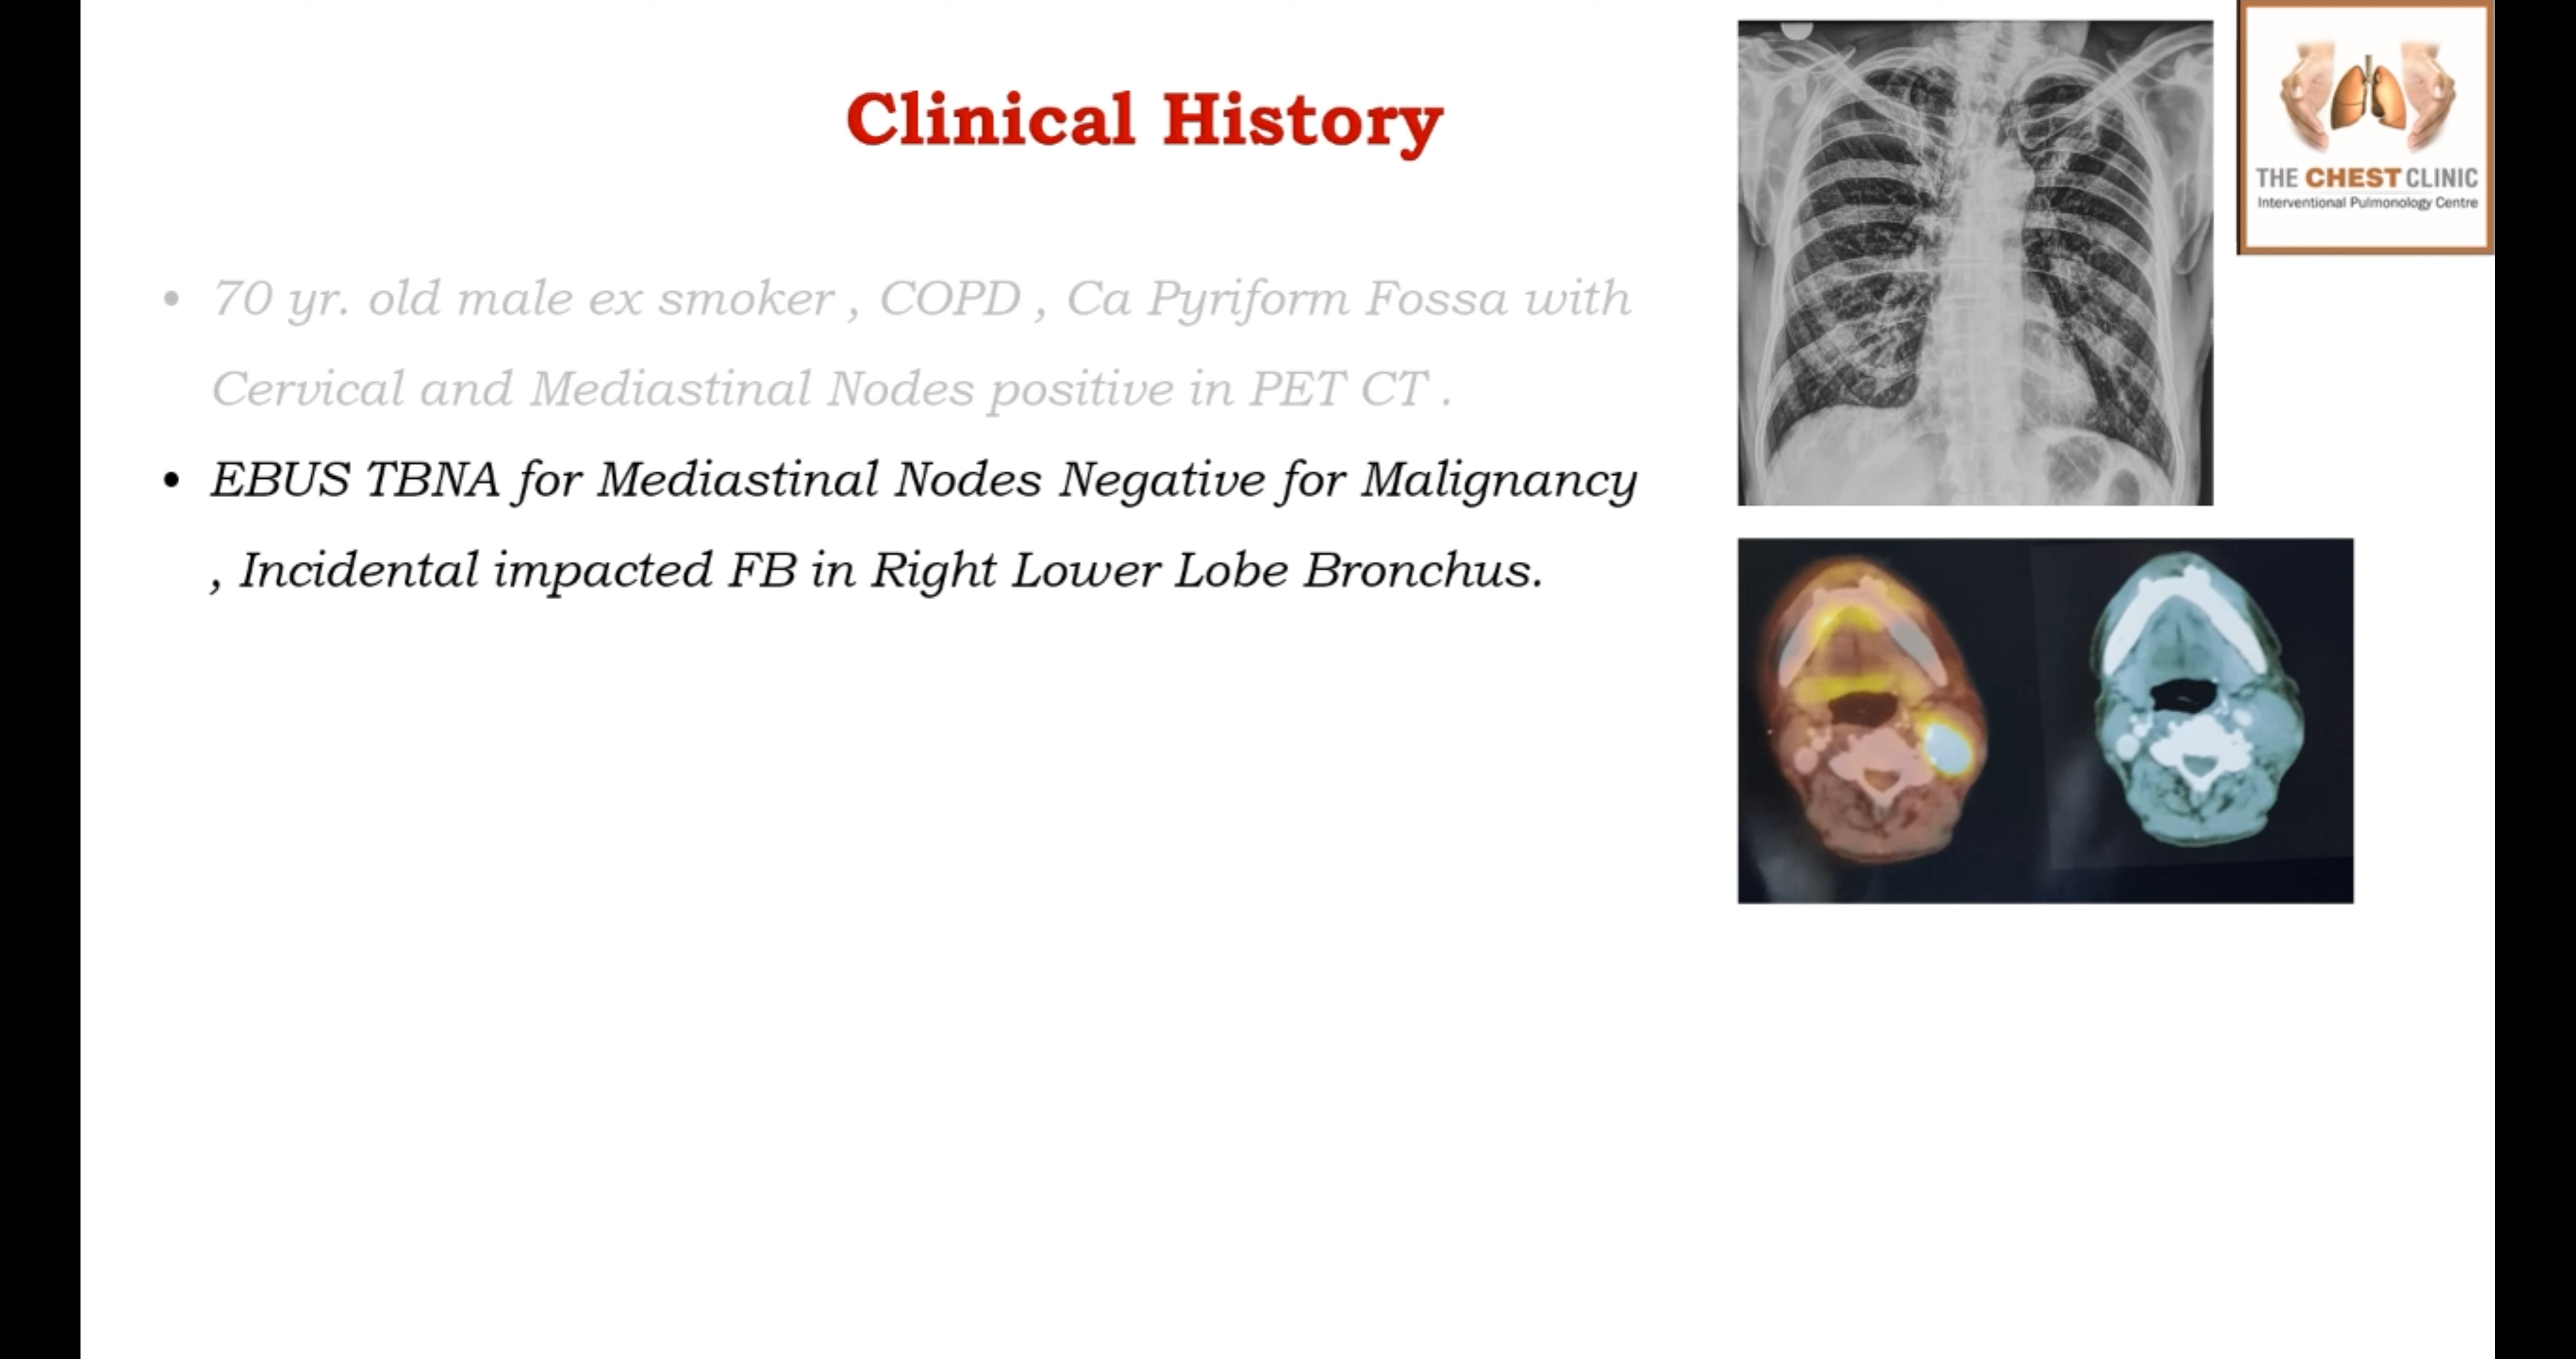 Clinical History
• 70 yr. old male ex smoker , COPD , Ca Pyriform Fossa with
Cervical and Mediastinal Nodes positive in PET CT .
• EBUS TBNA for Mediastinal Nodes Negative for Malignancy
, Incidental impacted FB in Right Lower Lobe Bronchus.
THE CHEST CLINIC
Interventional Pulmonology Centre